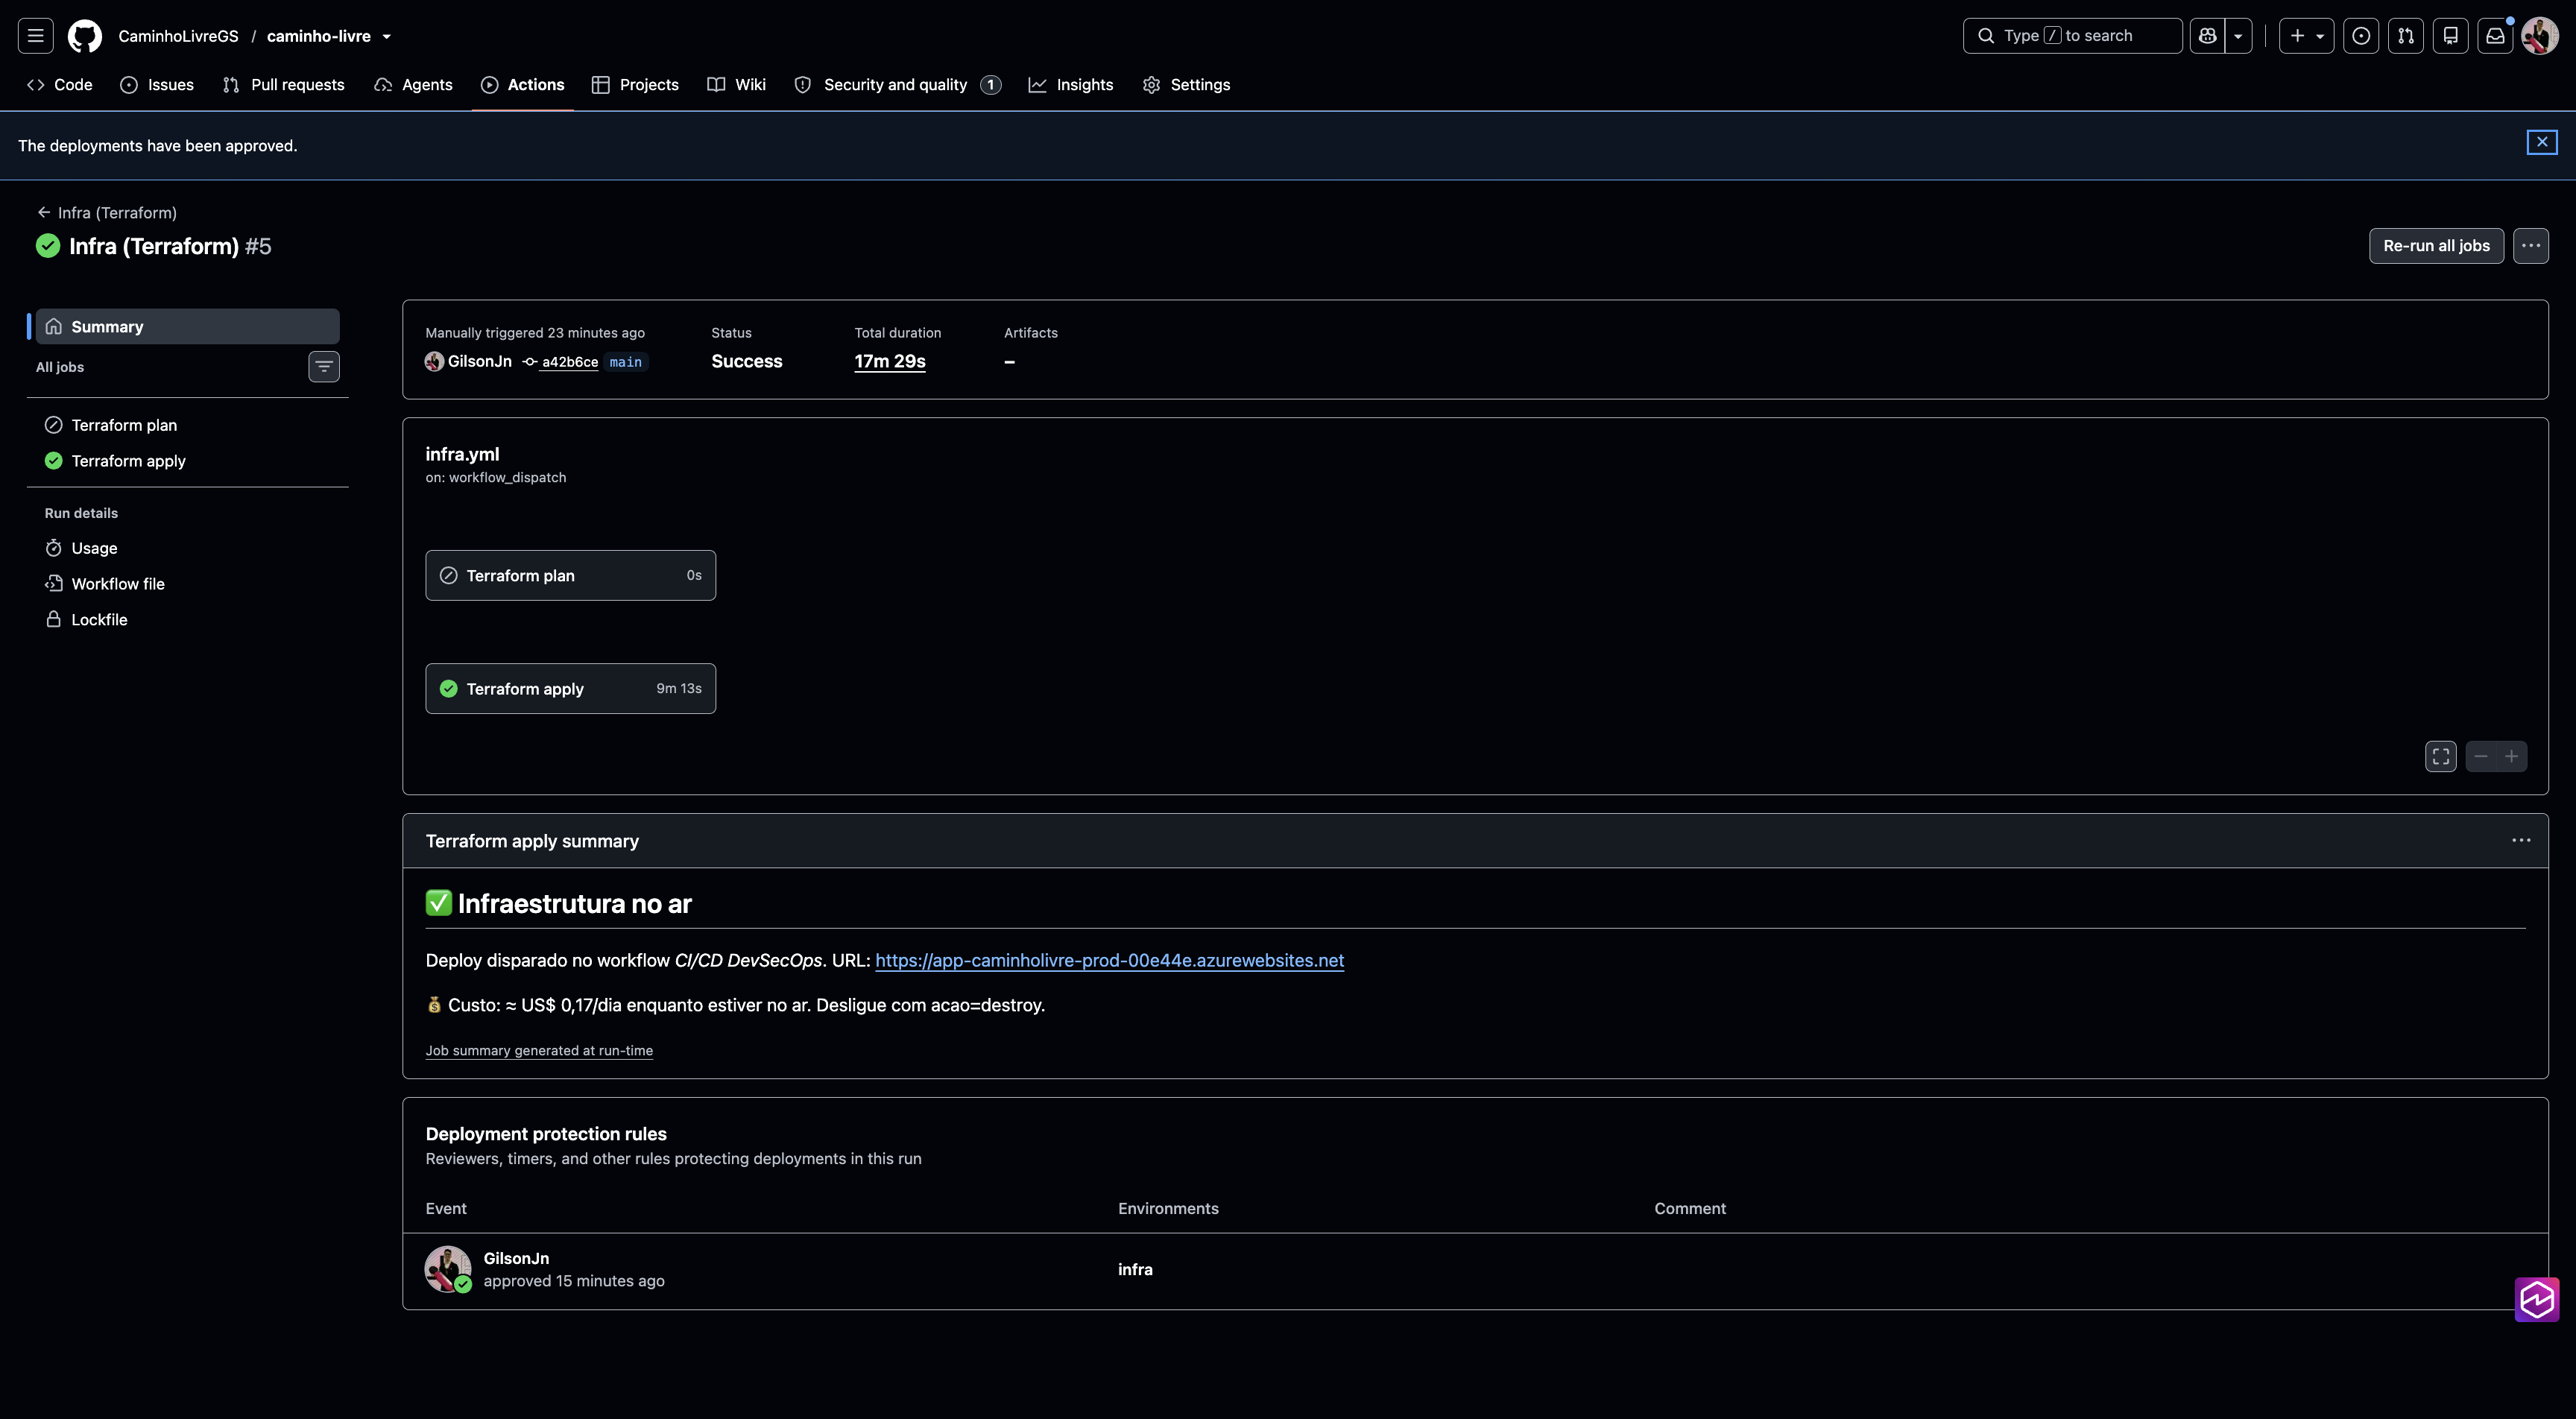 CaminhoLivreGS / caminho-livre
Type / to search
Code
Issues
Pull requests
Agents
Actions
Projects
Wiki
Security and quality 1
Insights
Settings
The deployments have been approved.
Infra (Terraform)
Infra (Terraform) #5
Re-run all jobs
Summary
All jobs
Terraform plan
Terraform apply
Run details
Usage
Workflow file
Lockfile
Manually triggered 23 minutes ago
GilsonJn a42b6ce main
Status
Success
Total duration
17m 29s
Artifacts
–
infra.yml
on: workflow_dispatch
Terraform plan 0s
Terraform apply 9m 13s
Terraform apply summary
✅ Infraestrutura no ar
Deploy disparado no workflow CI/CD DevSecOps. URL: https://app-caminholivre-prod-00e44e.azurewebsites.net
💰 Custo: ≈ US$ 0,17/dia enquanto estiver no ar. Desligue com acao=destroy.
Job summary generated at run-time
Deployment protection rules
Reviewers, timers, and other rules protecting deployments in this run
Event Environments Comment
GilsonJn
approved 15 minutes ago
infra